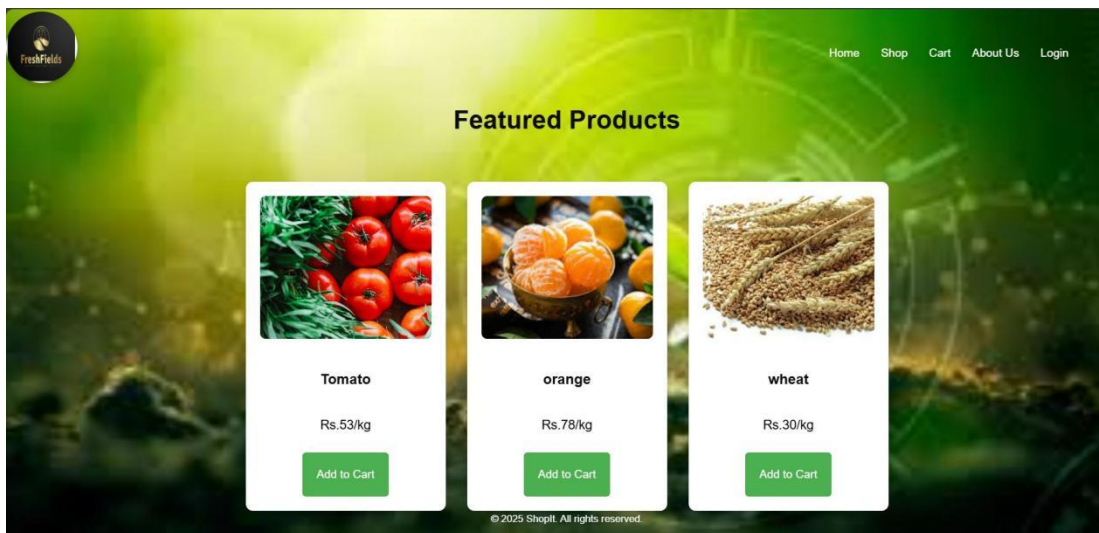 FreshFields
Home Shop Cart About Us Login
Featured Products
Tomato orange wheat
Rs.53/kg Rs.78/kg Rs.30/kg
Add to Cart Add to Cart Add to Cart
© 2025 ShopIt. All rights reserved.